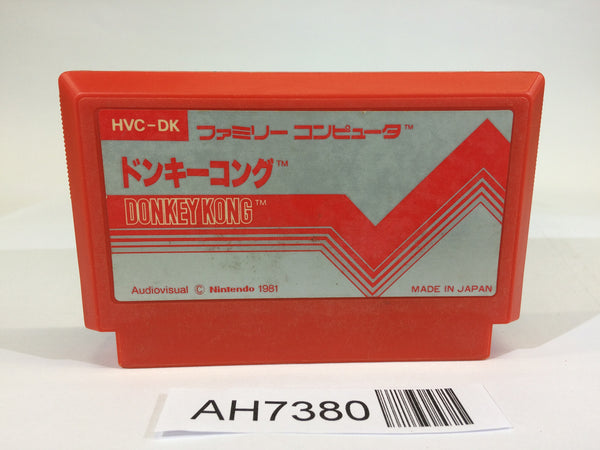 HVC-DK ファミリー コンピュータ™
ドンキーコング™
DONKEY KONG™
Audiovisual © Nintendo 1981 MADE IN JAPAN
AH7380